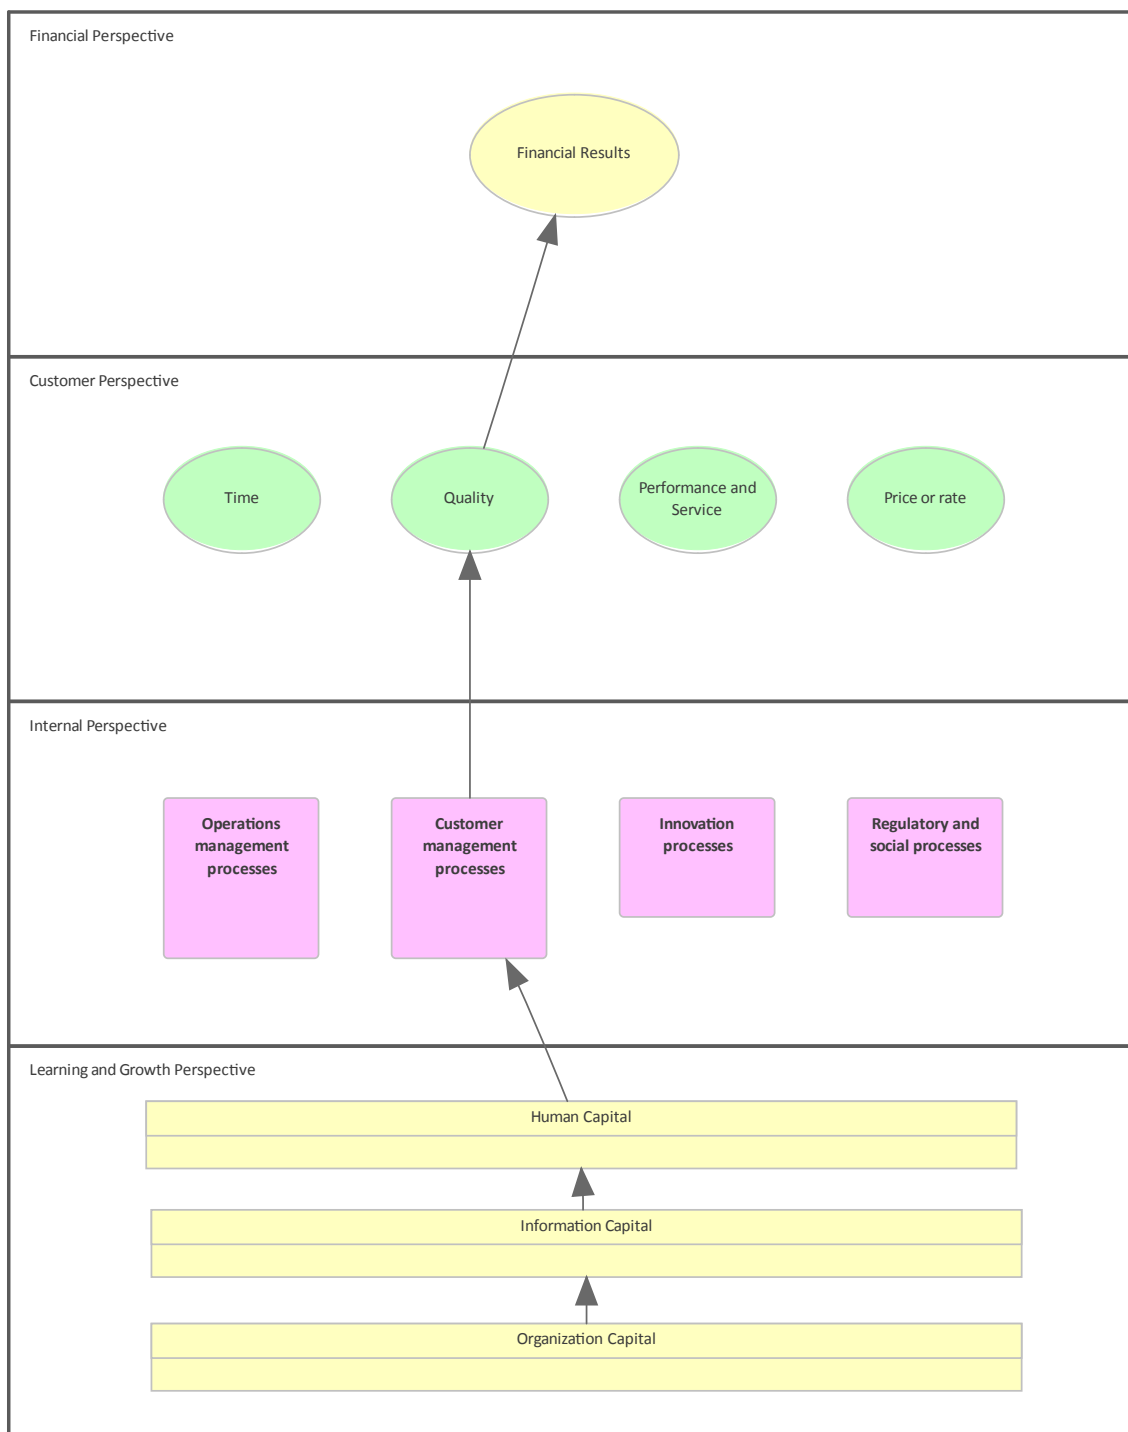 Financial Perspective
Financial Results
Customer Perspective
Time
Quality
Performance and
Service
Price or rate
Internal Perspective
Operations
management
processes
Customer
management
processes
Innovation
processes
Regulatory and
social processes
Learning and Growth Perspective
Human Capital
Information Capital
Organization Capital